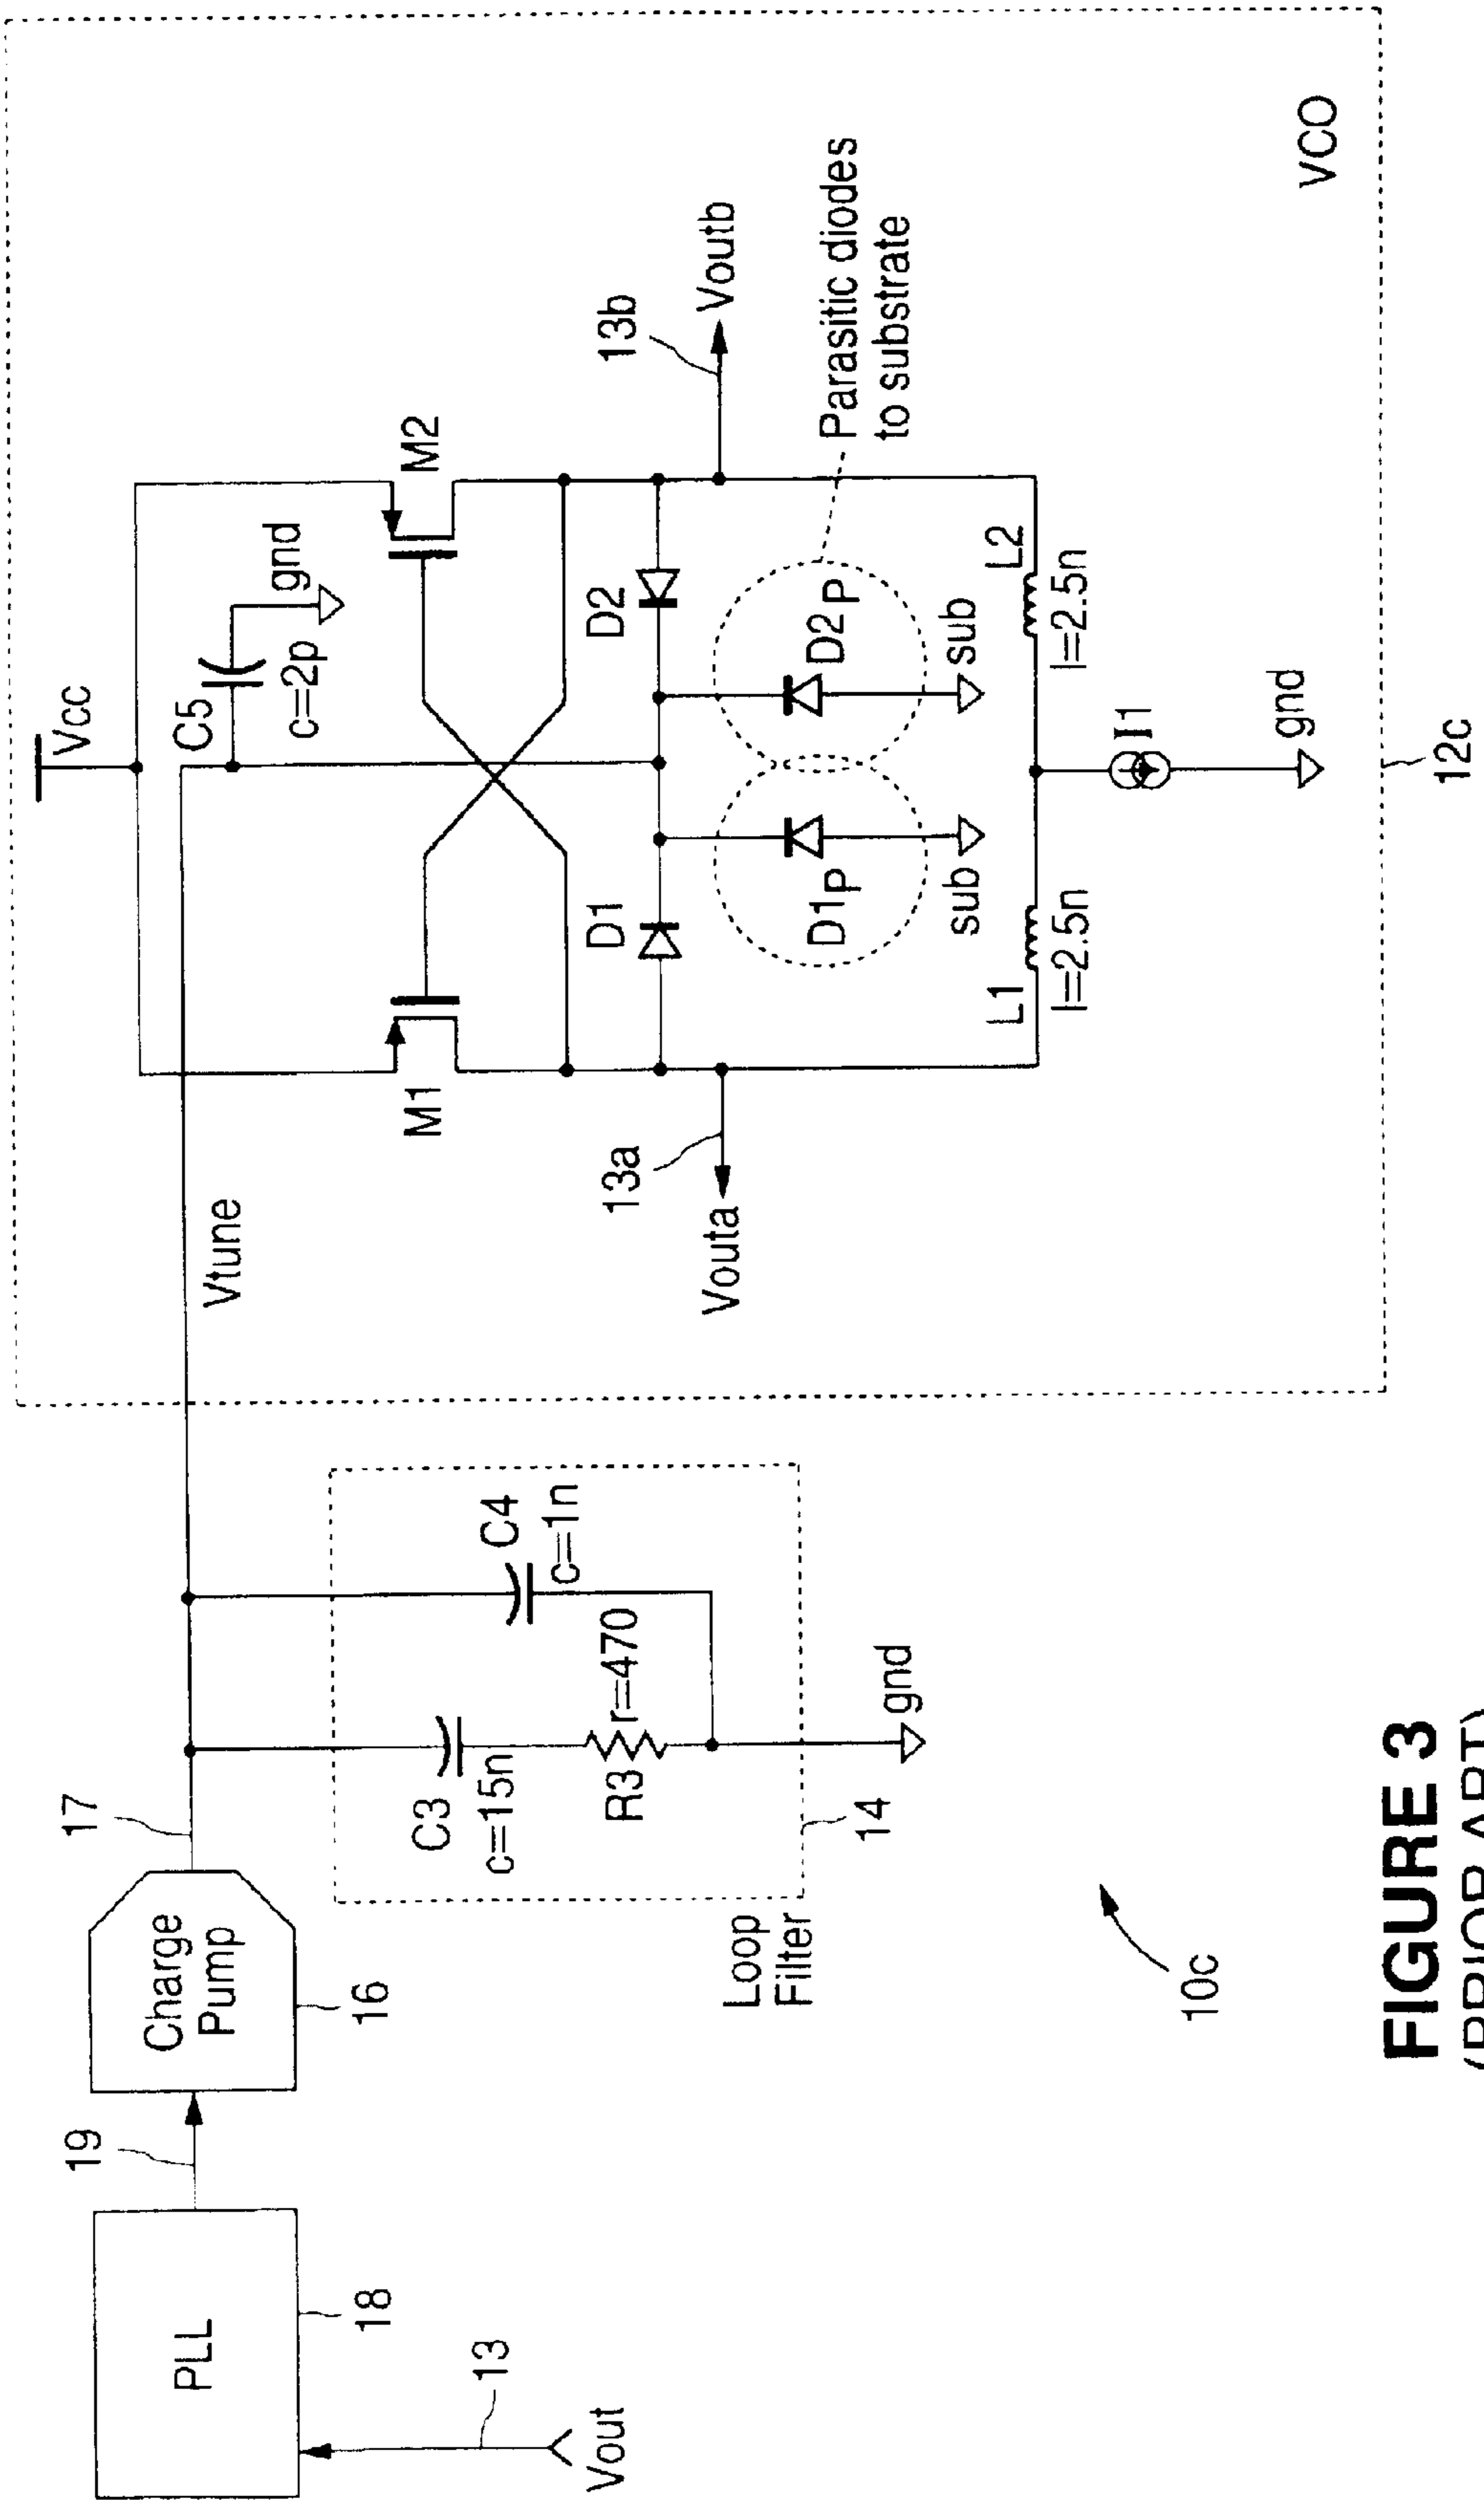 PLL
18
13
Vout
19
Charge
Pump
16
17
C3
c=15n
R3
r=470
C4
c=1n
gnd
14
Loop
Filter
10c
Vtune
Vcc
C5
c=2p
gnd
M1
M2
D1
D2
13a
Vouta
13b
Voutb
D1P
D2P
sub
sub
Parasitic diodes
to substrate
L1
l=2.5n
L2
l=2.5n
I1
gnd
VCO
12c
FIGURE 3
(PRIOR ART)